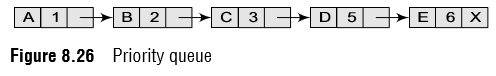 A 1 B 2 C 3 D 5 E 6 X
Figure 8.26 Priority queue